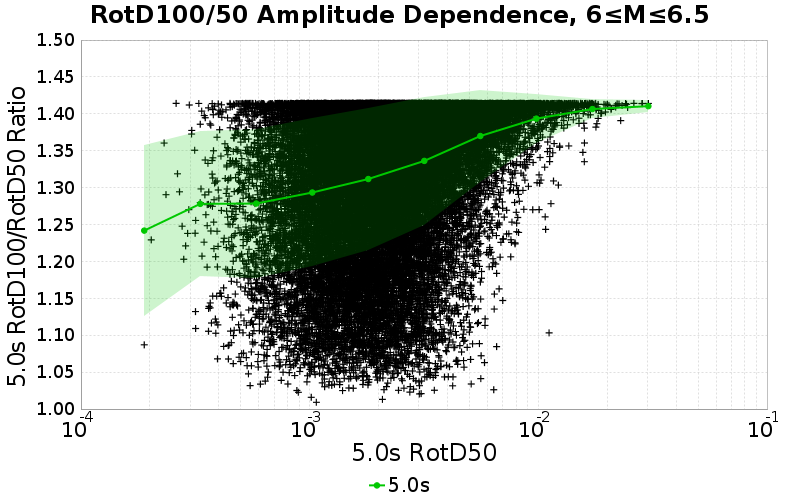 RotD100/50 Amplitude Dependence, 6≤M≤6.5
5.0s RotD100/RotD50 Ratio
1.50
1.45
1.40
1.35
1.30
1.25
1.20
1.15
1.10
1.05
1.00
10-4 10-3 10-2 10-1
5.0s RotD50
5.0s